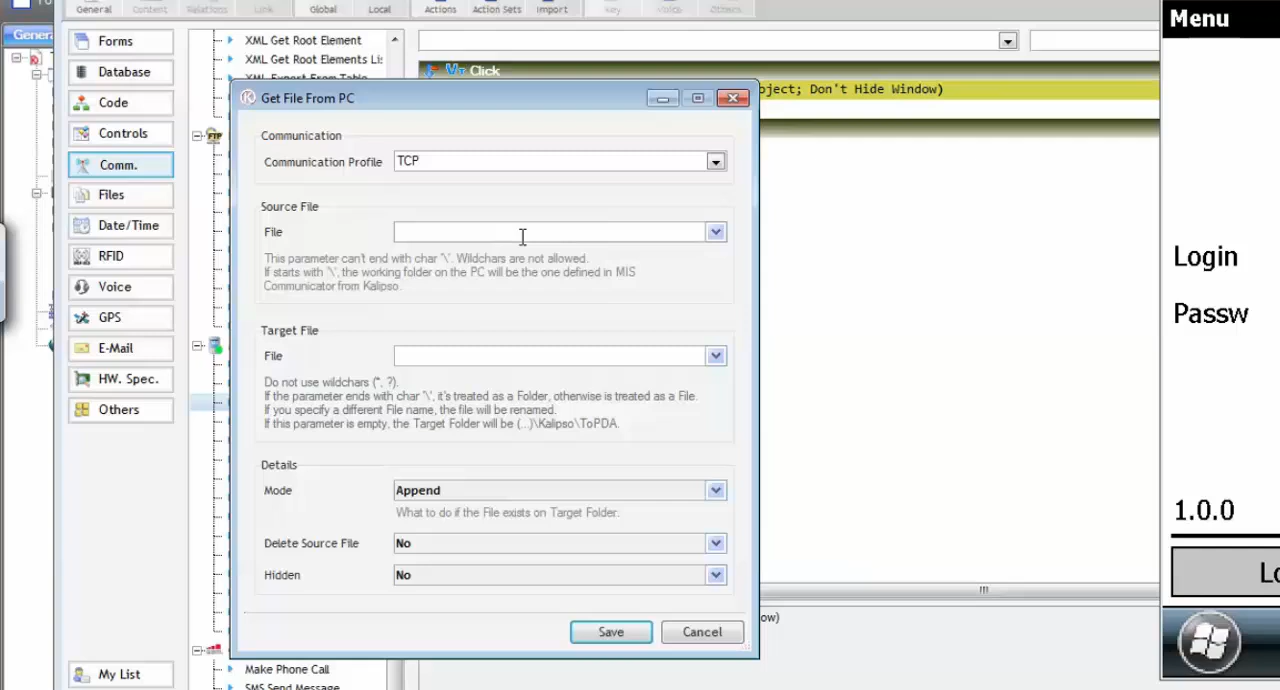 General
Content
Relations
Link
Global
Local
Actions
Action Sets
Import
Key
Voice
Others
Menu
General
Forms
Database
Code
Controls
Comm.
Files
Date/Time
RFID
Voice
GPS
E-Mail
HW. Spec.
Others
My List
XML Get Root Element
XML Get Root Elements Li:
XML Export From Table
FTP
Click
oject; Don't Hide Window)
Get File From PC
Communication
Communication Profile TCP
Source File
File
This parameter can't end with char '\'. Wildchars are not allowed.
If starts with '\', the working folder on the PC will be the one defined in MIS
Communicator from Kalipso.
Target File
File
Do not use wildchars (*, ?).
If the parameter ends with char '\', it's treated as a Folder, otherwise is treated as a File.
If you specify a different File name, the file will be renamed.
If this parameter is empty, the Target Folder will be (...)\Kalipso\ToPDA.
Details
Mode Append
What to do if the File exists on Target Folder.
Delete Source File No
Hidden No
Save Cancel
ow)
Make Phone Call
SMS Send Message
Login
Passw
1.0.0
Lo